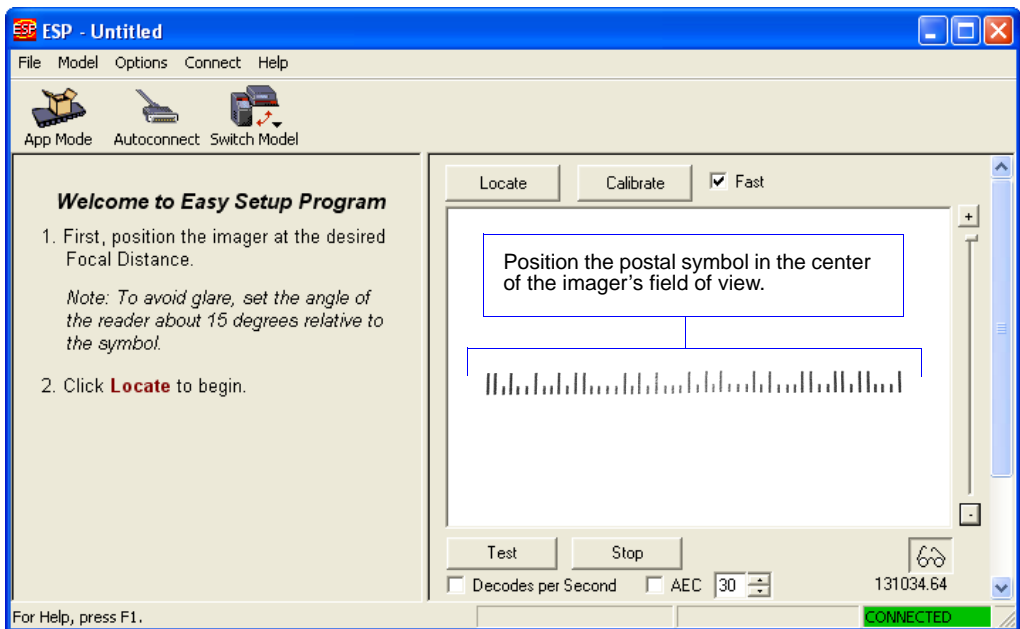 ESP - Untitled
File Model Options Connect Help
App Mode Autoconnect Switch Model
Welcome to Easy Setup Program
1. First, position the imager at the desired
Focal Distance.
Note: To avoid glare, set the angle of
the reader about 15 degrees relative to
the symbol.
2. Click Locate to begin.
Locate Calibrate Fast
+
Position the postal symbol in the center
of the imager's field of view.
-
Test Stop
Decodes per Second AEC 30 131034.64
For Help, press F1. CONNECTED